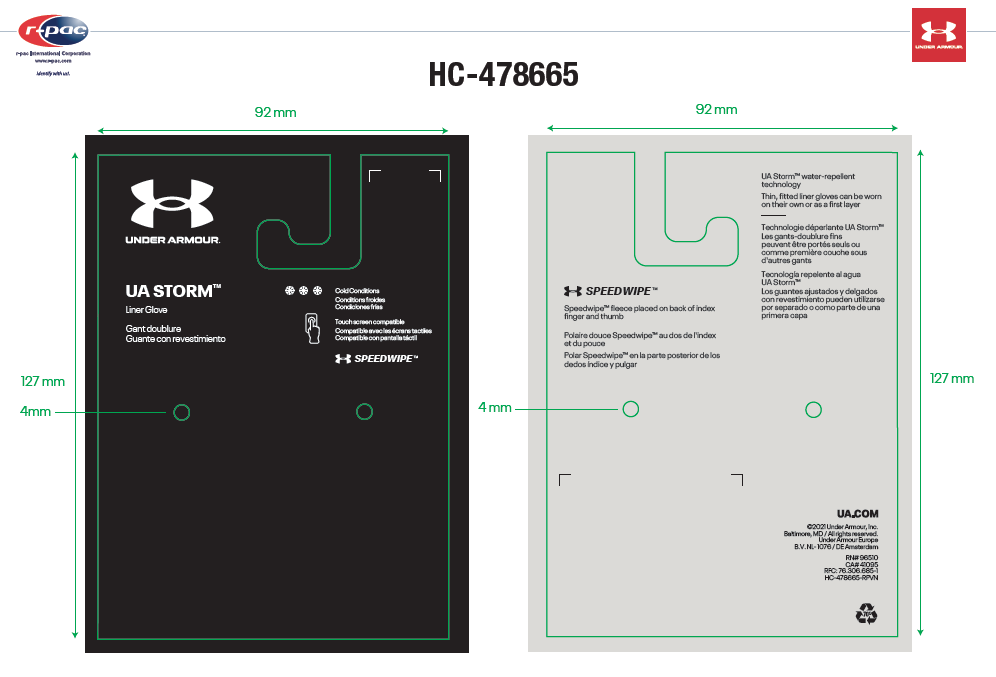 r-pac
r-pac International Corporation
www.r-pac.com
identify with us!.
UNDER ARMOUR.
HC-478665
92 mm
127 mm
4mm
UNDER ARMOUR.
UA STORM™
Liner Glove
Gant doublure
Guante con revestimiento
Cold Conditions
Conditions froides
Condiciones frías
Touch screen compatible
Compatible avec les écrans tactiles
Compatible con pantalla táctil
SPEEDWIPE™
92 mm
127 mm
4 mm
UA Storm™ water-repellent
technology
Thin, fitted liner gloves can be worn
on their own or as a first layer
Technologie déperlante UA Storm™
Les gants-doublure fins
peuvent être portés seuls ou
comme première couche sous
d'autres gants
Tecnología repelente al agua
UA Storm™
Los guantes ajustados y delgados
con revestimiento pueden utilizarse
por separado o como parte de una
primera capa
SPEEDWIPE™
Speedwipe™ fleece placed on back of index
finger and thumb
Polaire douce Speedwipe™ au dos de l'index
et du pouce
Polar Speedwipe™ en la parte posterior de los
dedos índice y pulgar
UA.COM
©2021 Under Armour, Inc.
Baltimore, MD / All rights reserved.
Under Armour Europe
B.V. NL- 1076 / DE Amsterdam
RN# 96510
CA# 41095
RFC: 76.306.685-1
HC-478665-RPVN